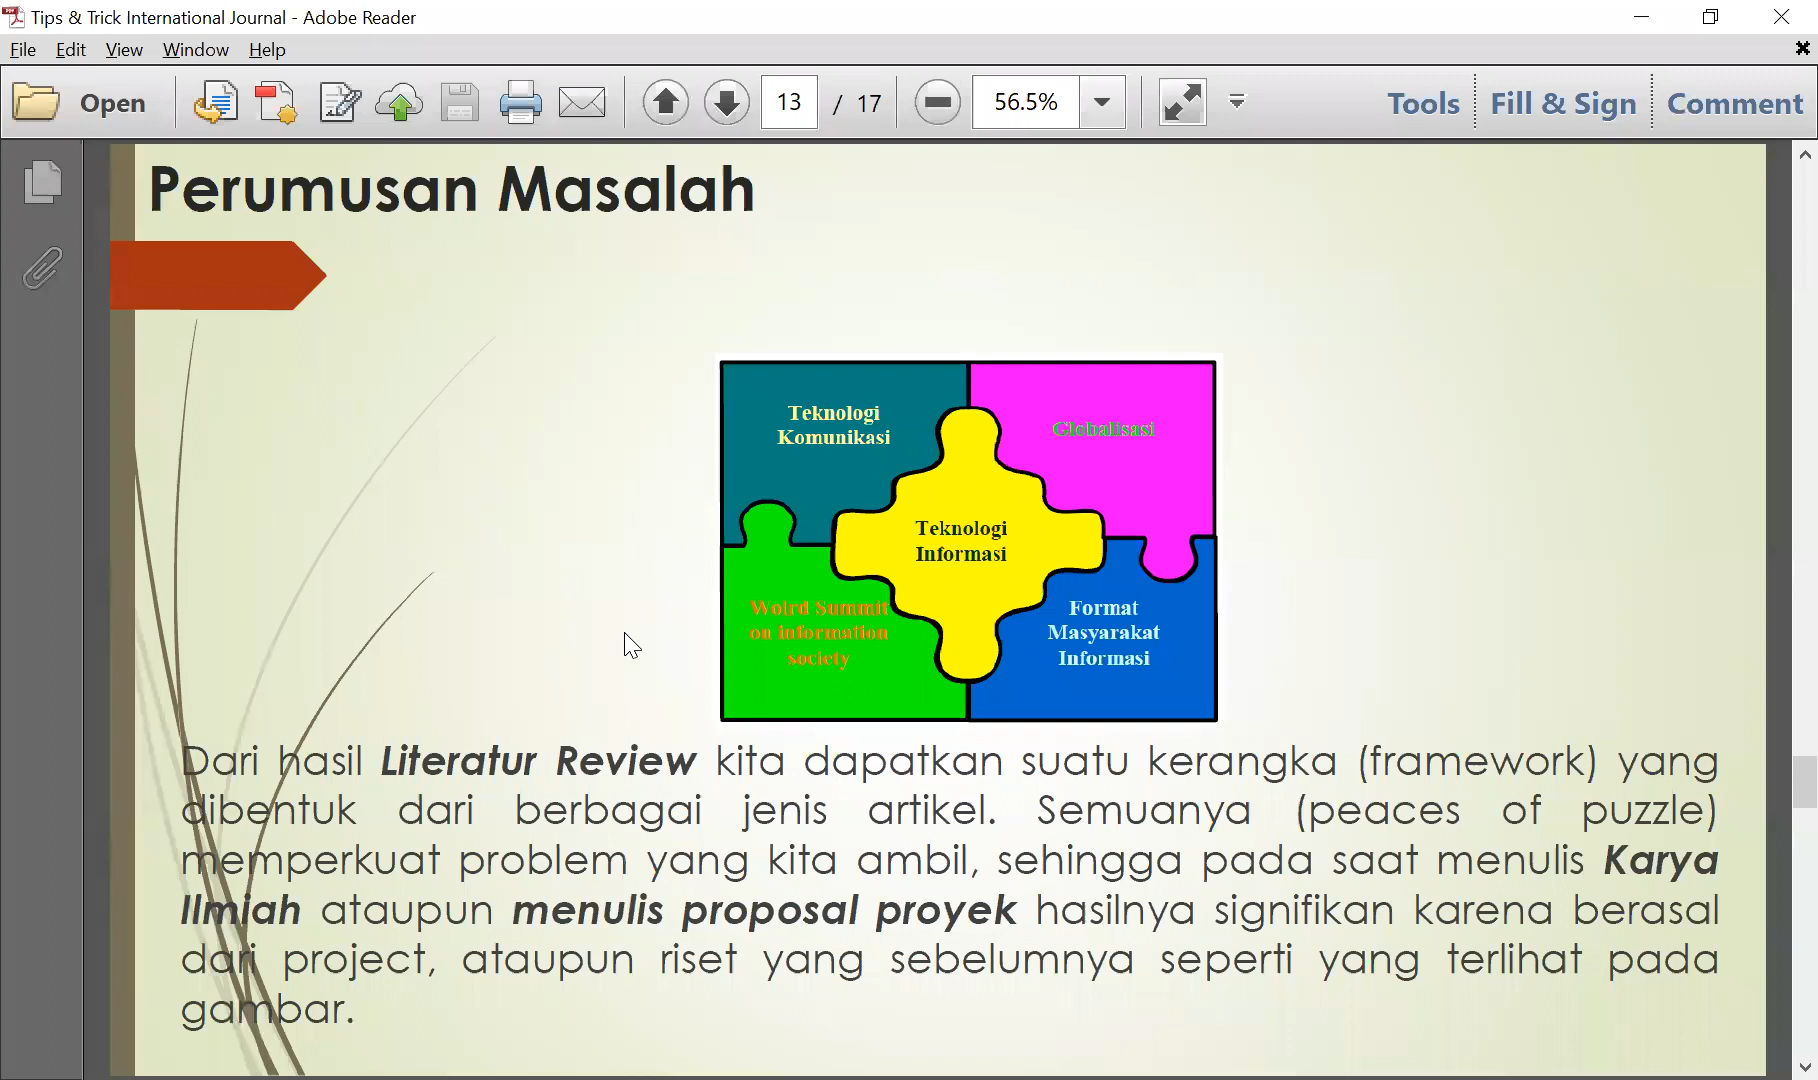 Tips & Trick International Journal - Adobe Reader
File Edit View Window Help
Open 13 / 17 56.5% Tools Fill & Sign Comment
Perumusan Masalah
Teknologi
Komunikasi
Globalisasi
Teknologi
Informasi
Wolrd Summit
on information
society
Format
Masyarakat
Informasi
Dari hasil Literatur Review kita dapatkan suatu kerangka (framework) yang
dibentuk dari berbagai jenis artikel. Semuanya (peaces of puzzle)
memperkuat problem yang kita ambil, sehingga pada saat menulis Karya
Ilmiah ataupun menulis proposal proyek hasilnya signifikan karena berasal
dari project, ataupun riset yang sebelumnya seperti yang terlihat pada
gambar.